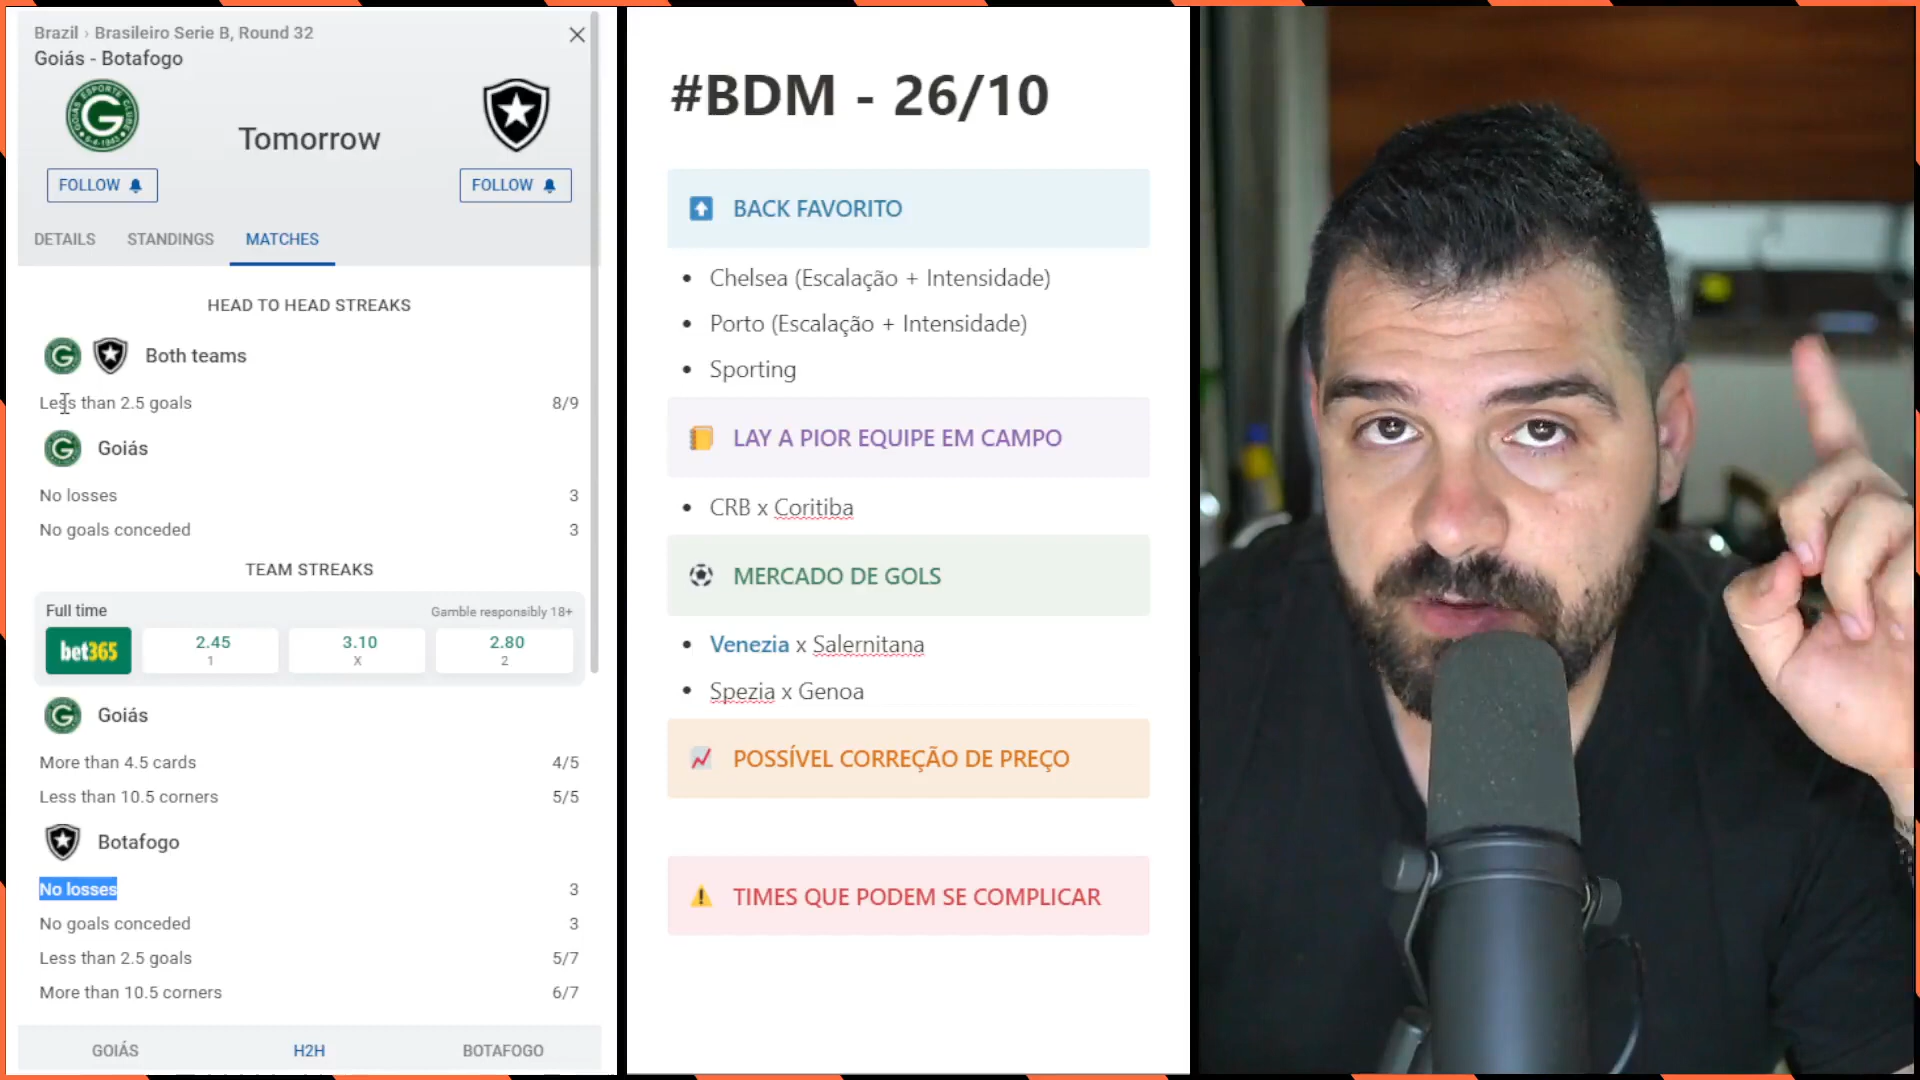 Brazil › Brasileiro Serie B, Round 32
Goiás - Botafogo
Tomorrow
FOLLOW
FOLLOW
DETAILS STANDINGS MATCHES
HEAD TO HEAD STREAKS
Both teams
Less than 2.5 goals 8/9
Goiás
No losses 3
No goals conceded 3
TEAM STREAKS
Full time Gamble responsibly 18+
bet365 2.45 3.10 2.80
1 X 2
Goiás
More than 4.5 cards 4/5
Less than 10.5 corners 5/5
Botafogo
No losses 3
No goals conceded 3
Less than 2.5 goals 5/7
More than 10.5 corners 6/7
GOIÁS H2H BOTAFOGO
#BDM - 26/10
BACK FAVORITO
• Chelsea (Escalação + Intensidade)
• Porto (Escalação + Intensidade)
• Sporting
LAY A PIOR EQUIPE EM CAMPO
• CRB x Coritiba
MERCADO DE GOLS
• Venezia x Salernitana
• Spezia x Genoa
POSSÍVEL CORREÇÃO DE PREÇO
TIMES QUE PODEM SE COMPLICAR